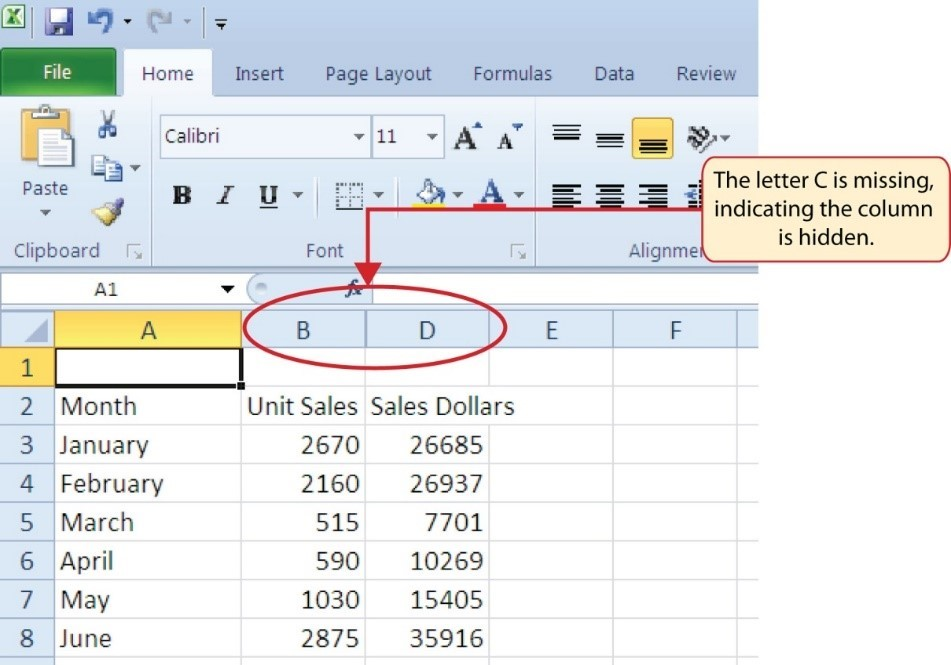 File Home Insert Page Layout Formulas Data Review
Calibri 11 A A
Paste
B I U A
Clipboard Font Alignme
The letter C is missing,
indicating the column
is hidden.
A1 fx
A B D E F
1
2 Month Unit Sales Sales Dollars
3 January 2670 26685
4 February 2160 26937
5 March 515 7701
6 April 590 10269
7 May 1030 15405
8 June 2875 35916